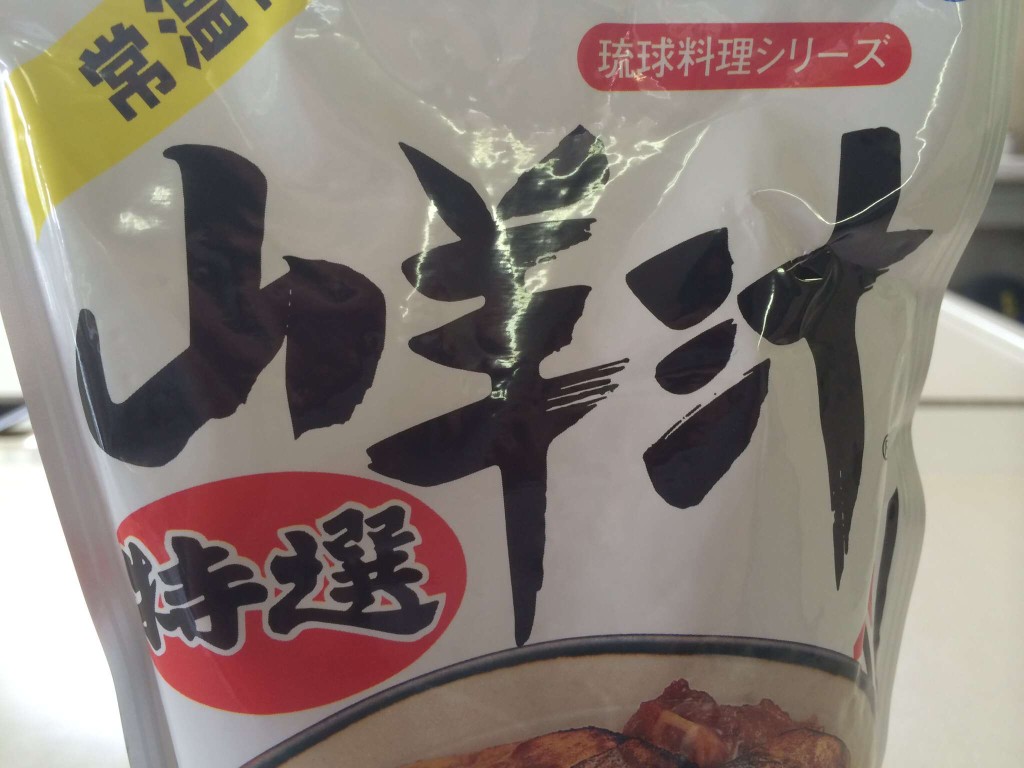 常温
琉球料理シリーズ
山羊汁
特選